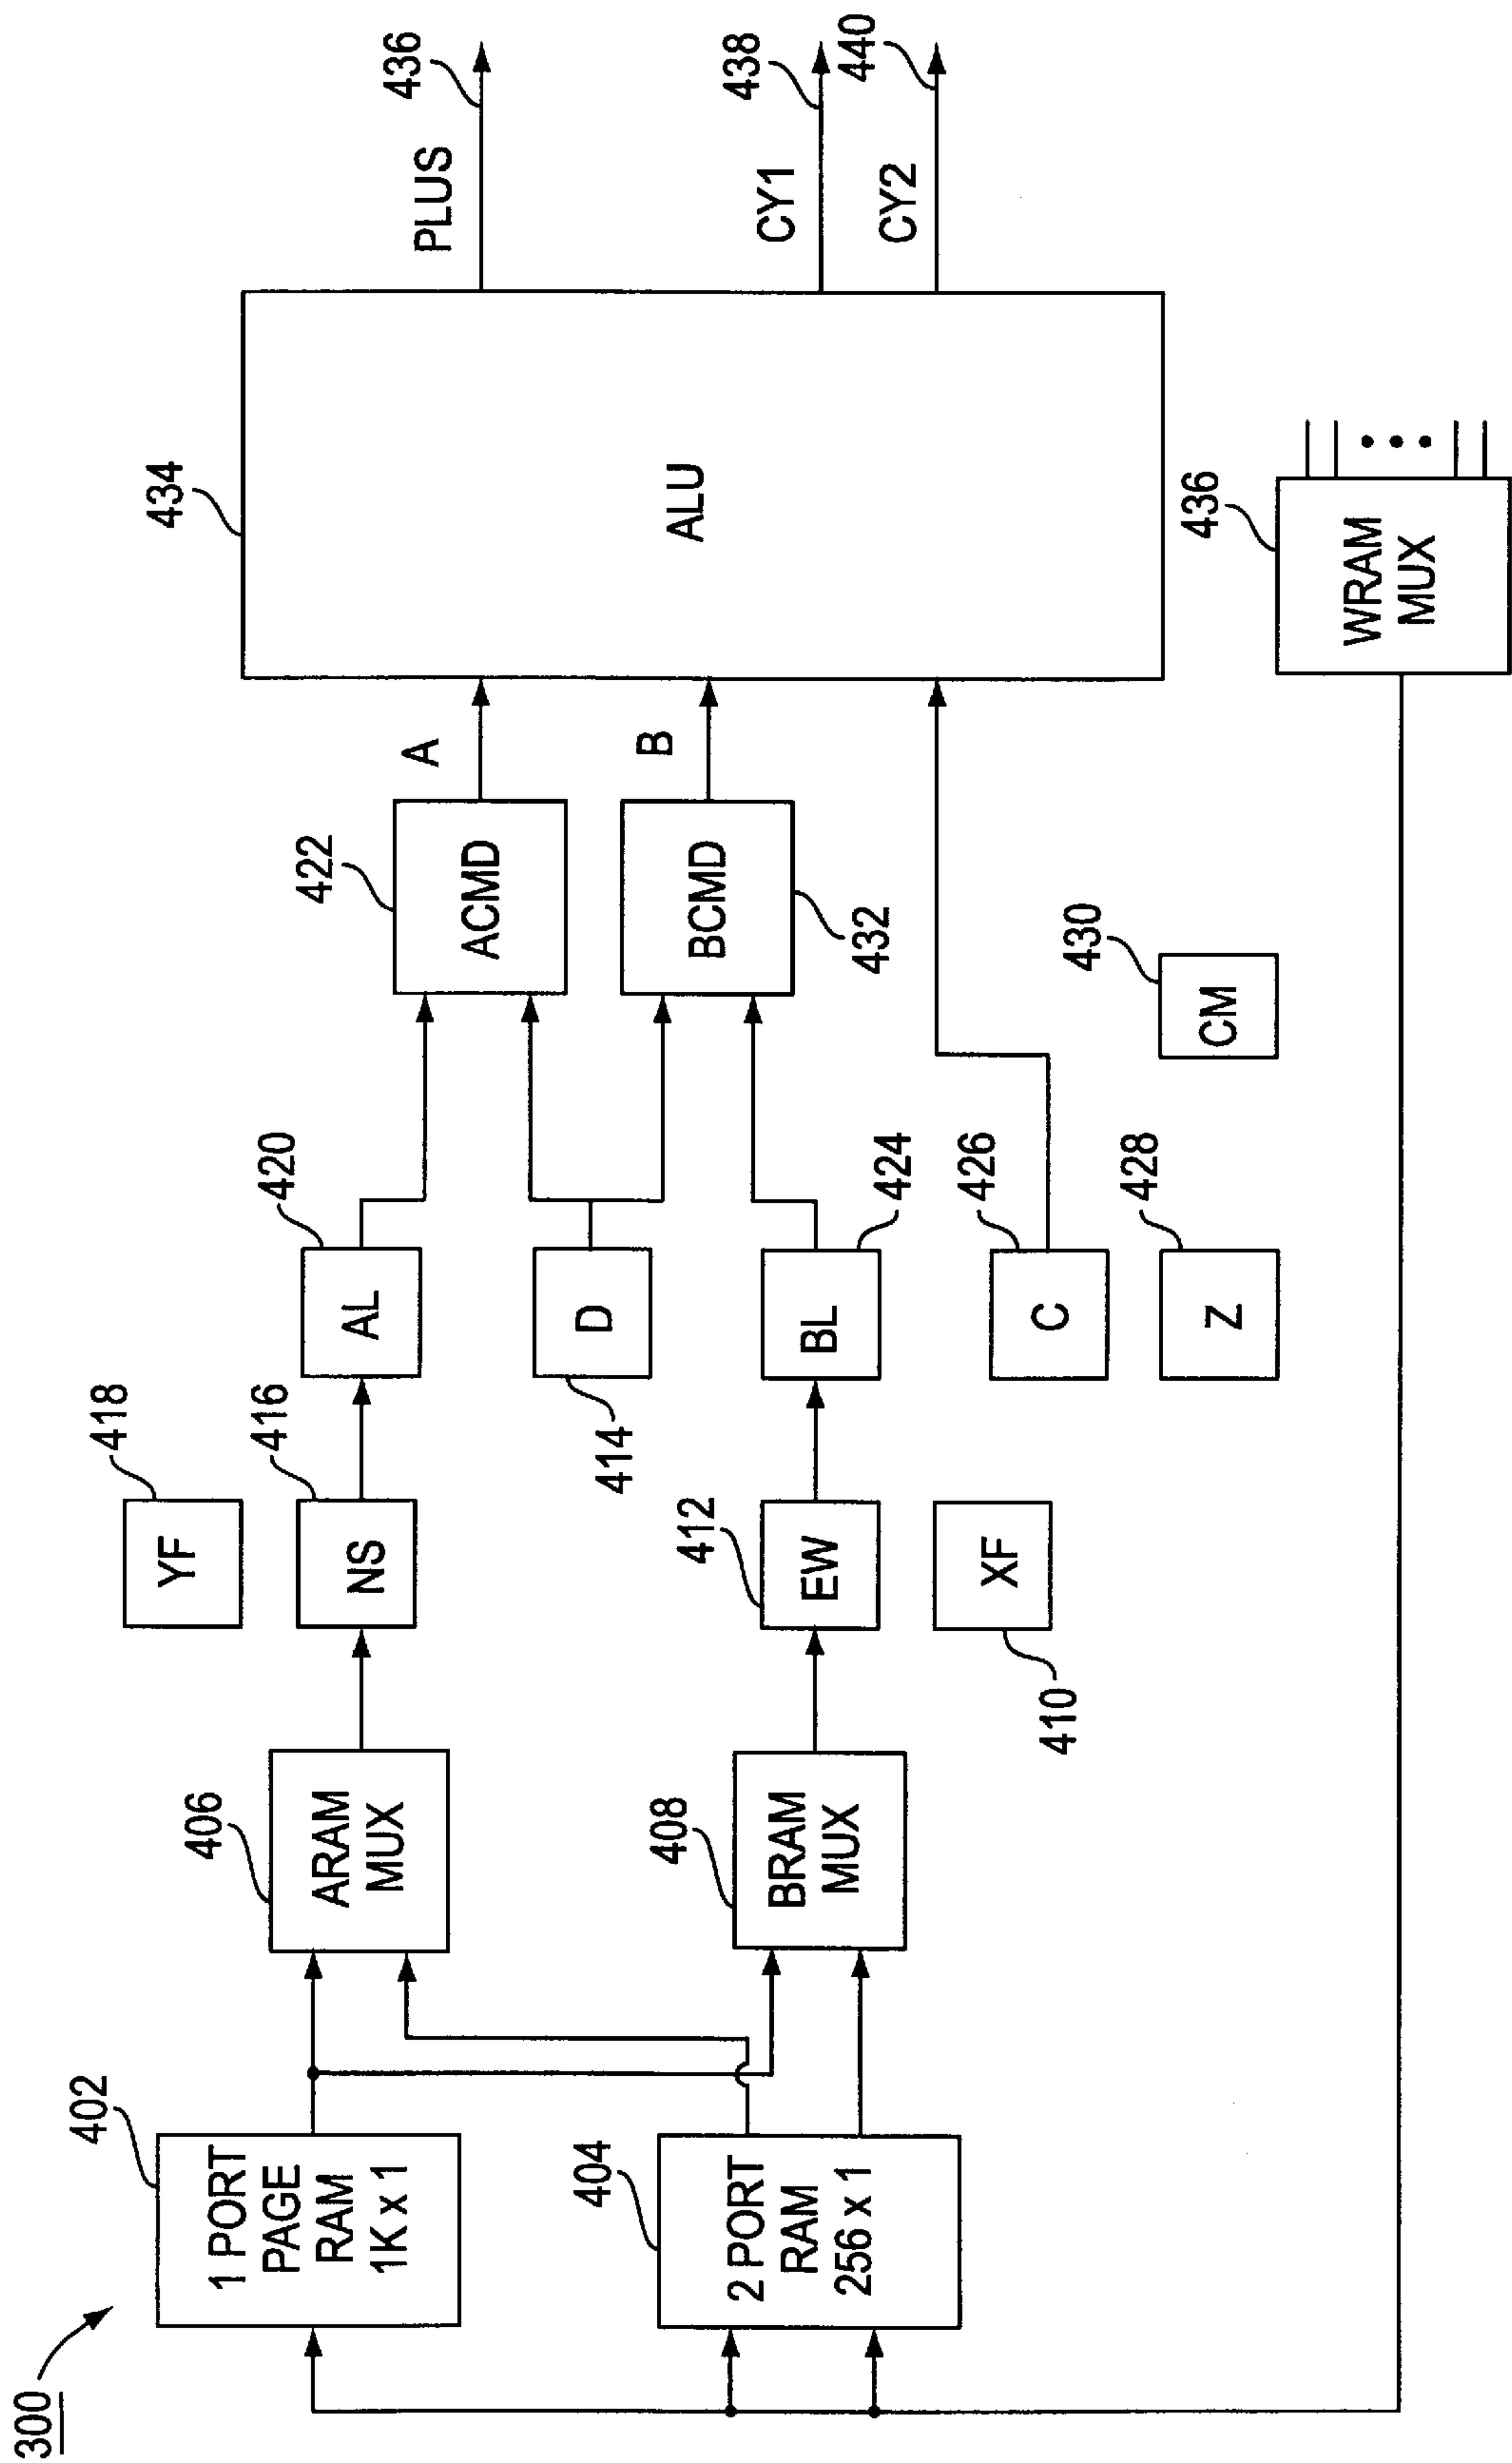 300
402
1 PORT
PAGE
RAM
1K x 1
404
2 PORT
RAM
256 x 1
406
ARAM
MUX
408
BRAM
MUX
418
YF
416
NS
412
EW
XF
410
420
AL
D
414
BL
424
426
C
428
Z
422
ACMD
A
BCMD
432
B
430
CM
434
ALU
436
WRAM
MUX
PLUS
436
CY1
438
CY2
440